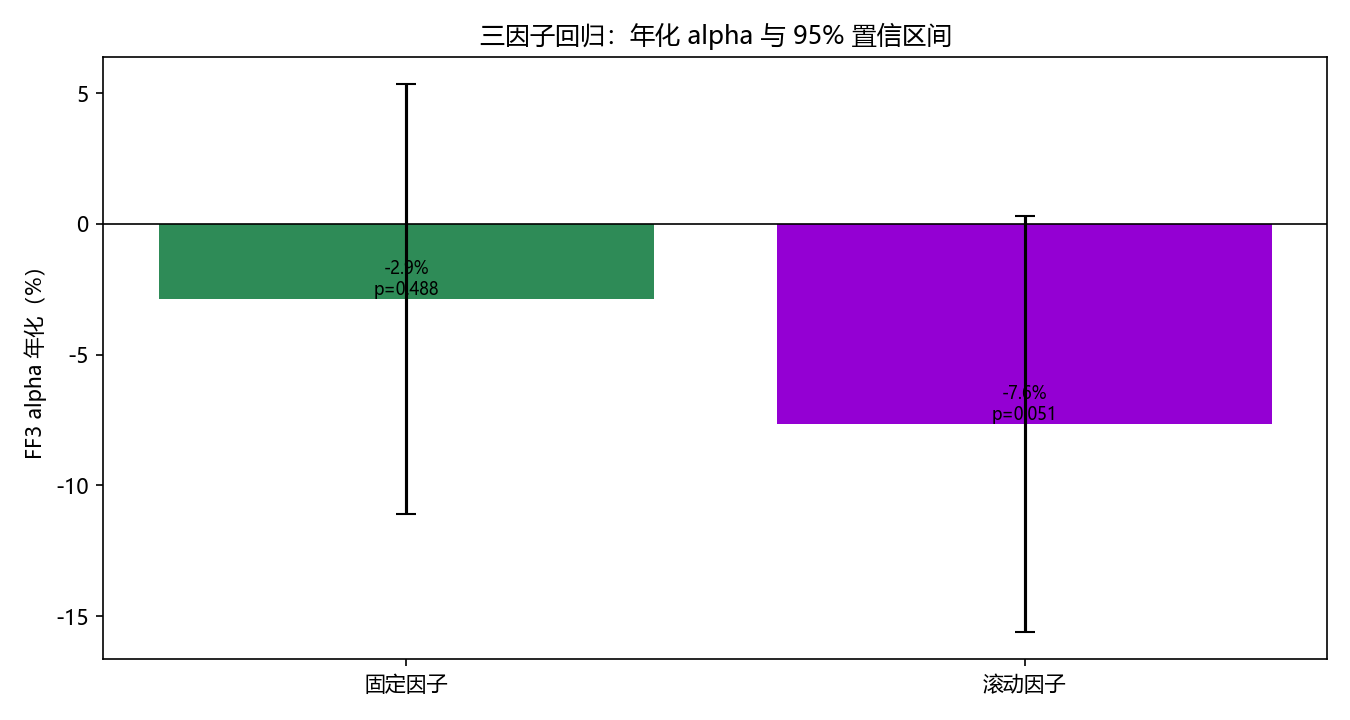 三因子回归：年化 alpha 与 95% 置信区间
FF3 alpha 年化（%）
5
0
-5
-10
-15
-2.9%
p=0.488
-7.6%
p=0.051
固定因子
滚动因子